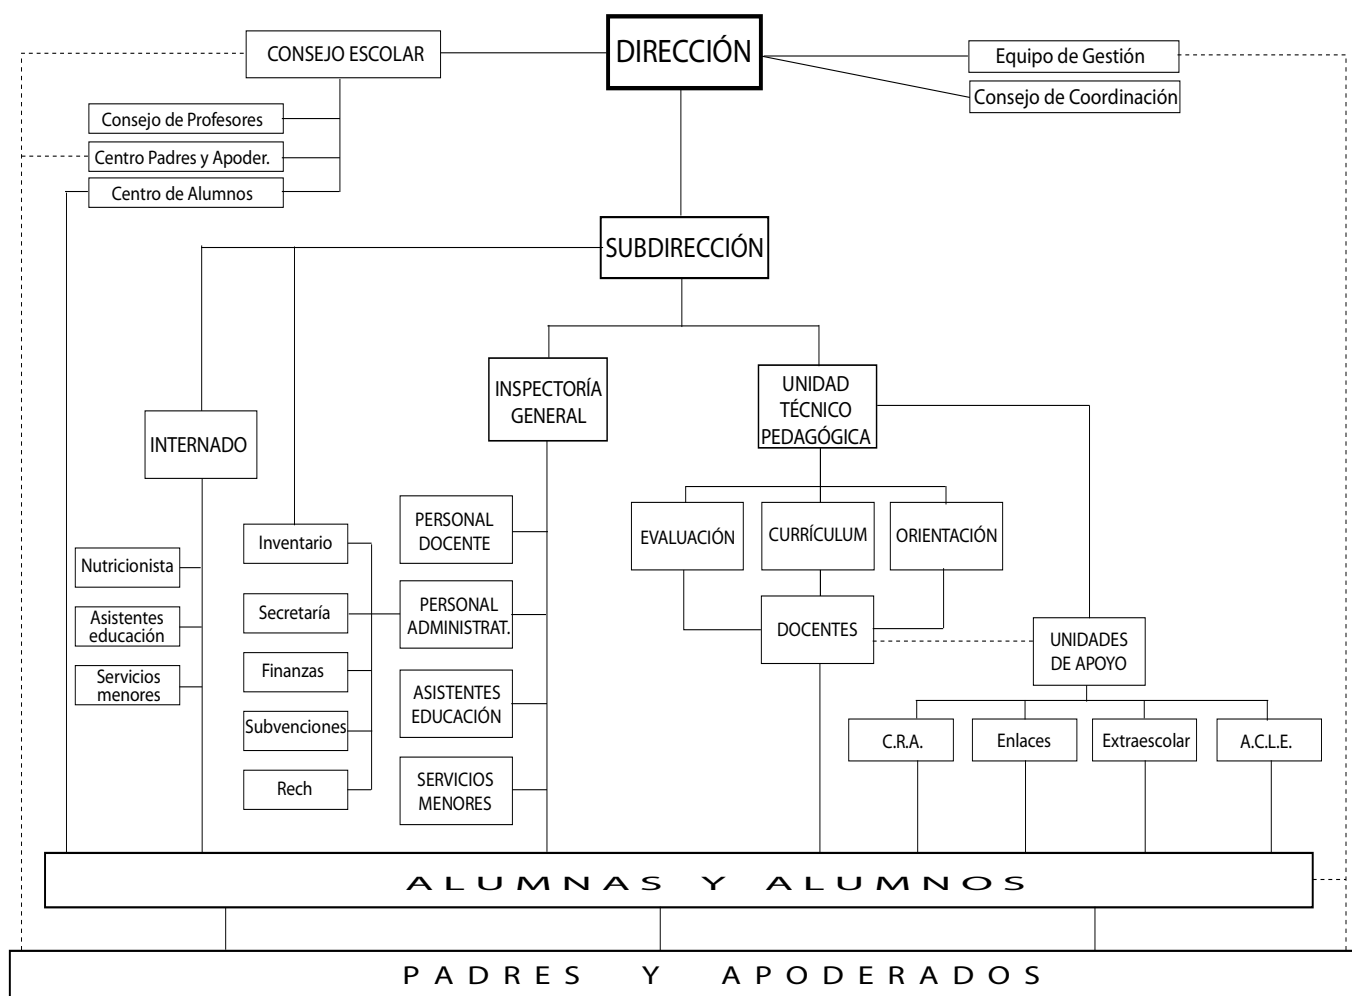 CONSEJO ESCOLAR
DIRECCIÓN
Equipo de Gestión
Consejo de Coordinación
Consejo de Profesores
Centro Padres y Apoder.
Centro de Alumnos
SUBDIRECCIÓN
INTERNADO
INSPECTORÍA
GENERAL
UNIDAD
TÉCNICO
PEDAGÓGICA
Nutricionista
Asistentes
educación
Servicios
menores
Inventario
Secretaría
Finanzas
Subvenciones
Rech
PERSONAL
DOCENTE
PERSONAL
ADMINISTRAT.
ASISTENTES
EDUCACIÓN
SERVICIOS
MENORES
EVALUACIÓN
CURRÍCULUM
ORIENTACIÓN
DOCENTES
UNIDADES
DE APOYO
C.R.A.
Enlaces
Extraescolar
A.C.L.E.
ALUMNAS Y ALUMNOS
PADRES Y APODERADOS